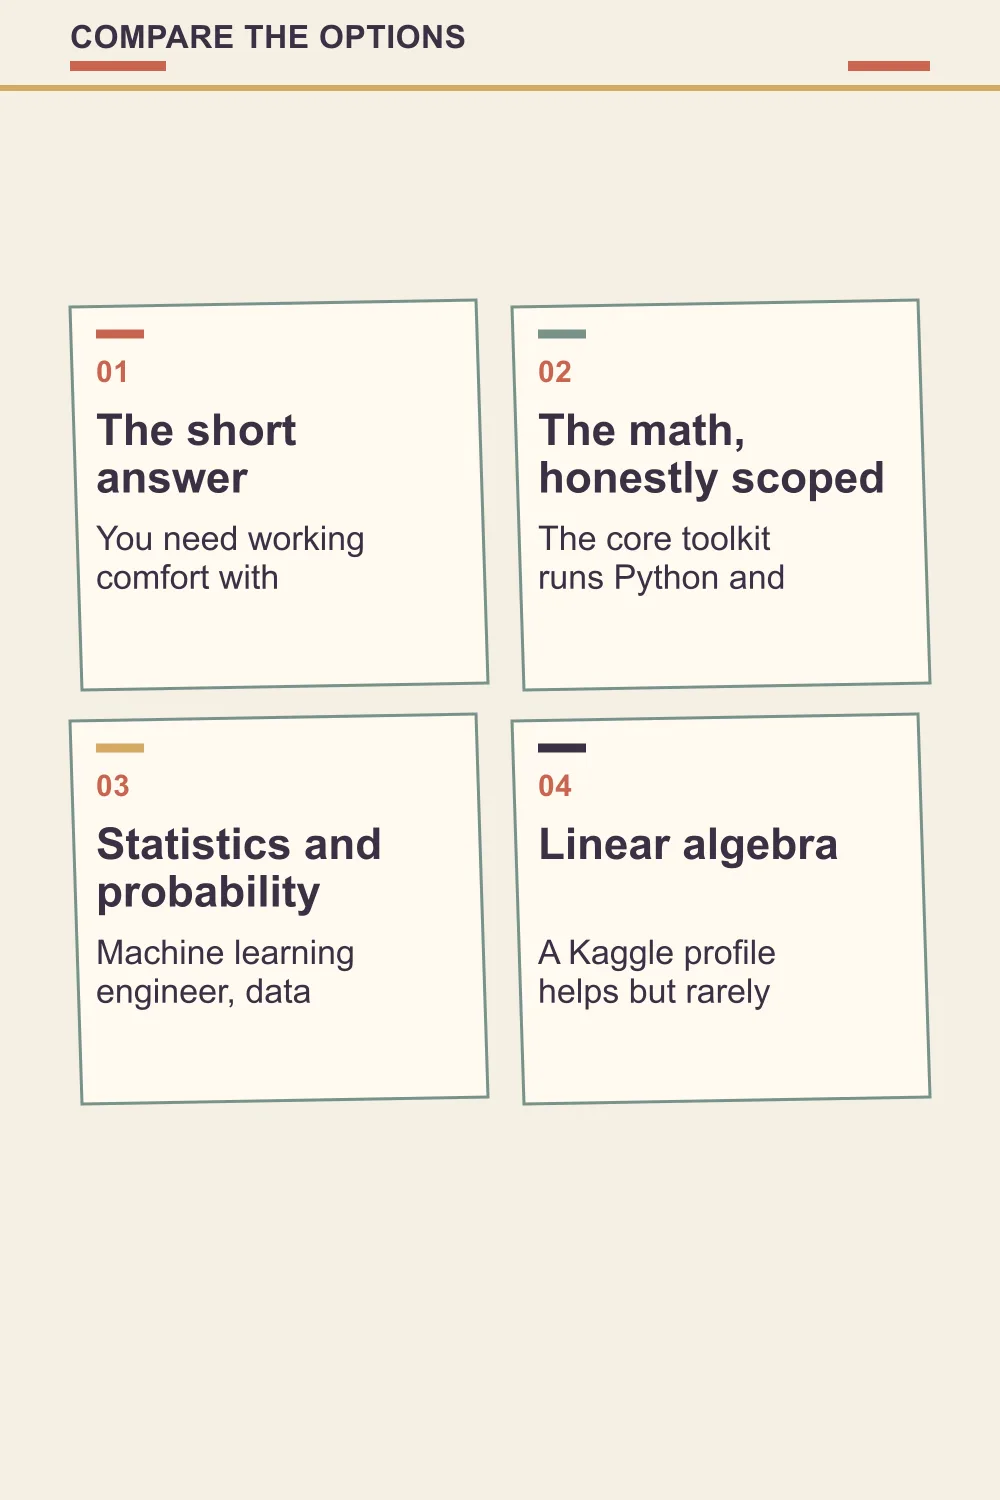 COMPARE THE OPTIONS
01
The short
answer
You need working
comfort with
02
The math,
honestly scoped
The core toolkit
runs Python and
03
Statistics and
probability
Machine learning
engineer, data
04
Linear algebra
A Kaggle profile
helps but rarely